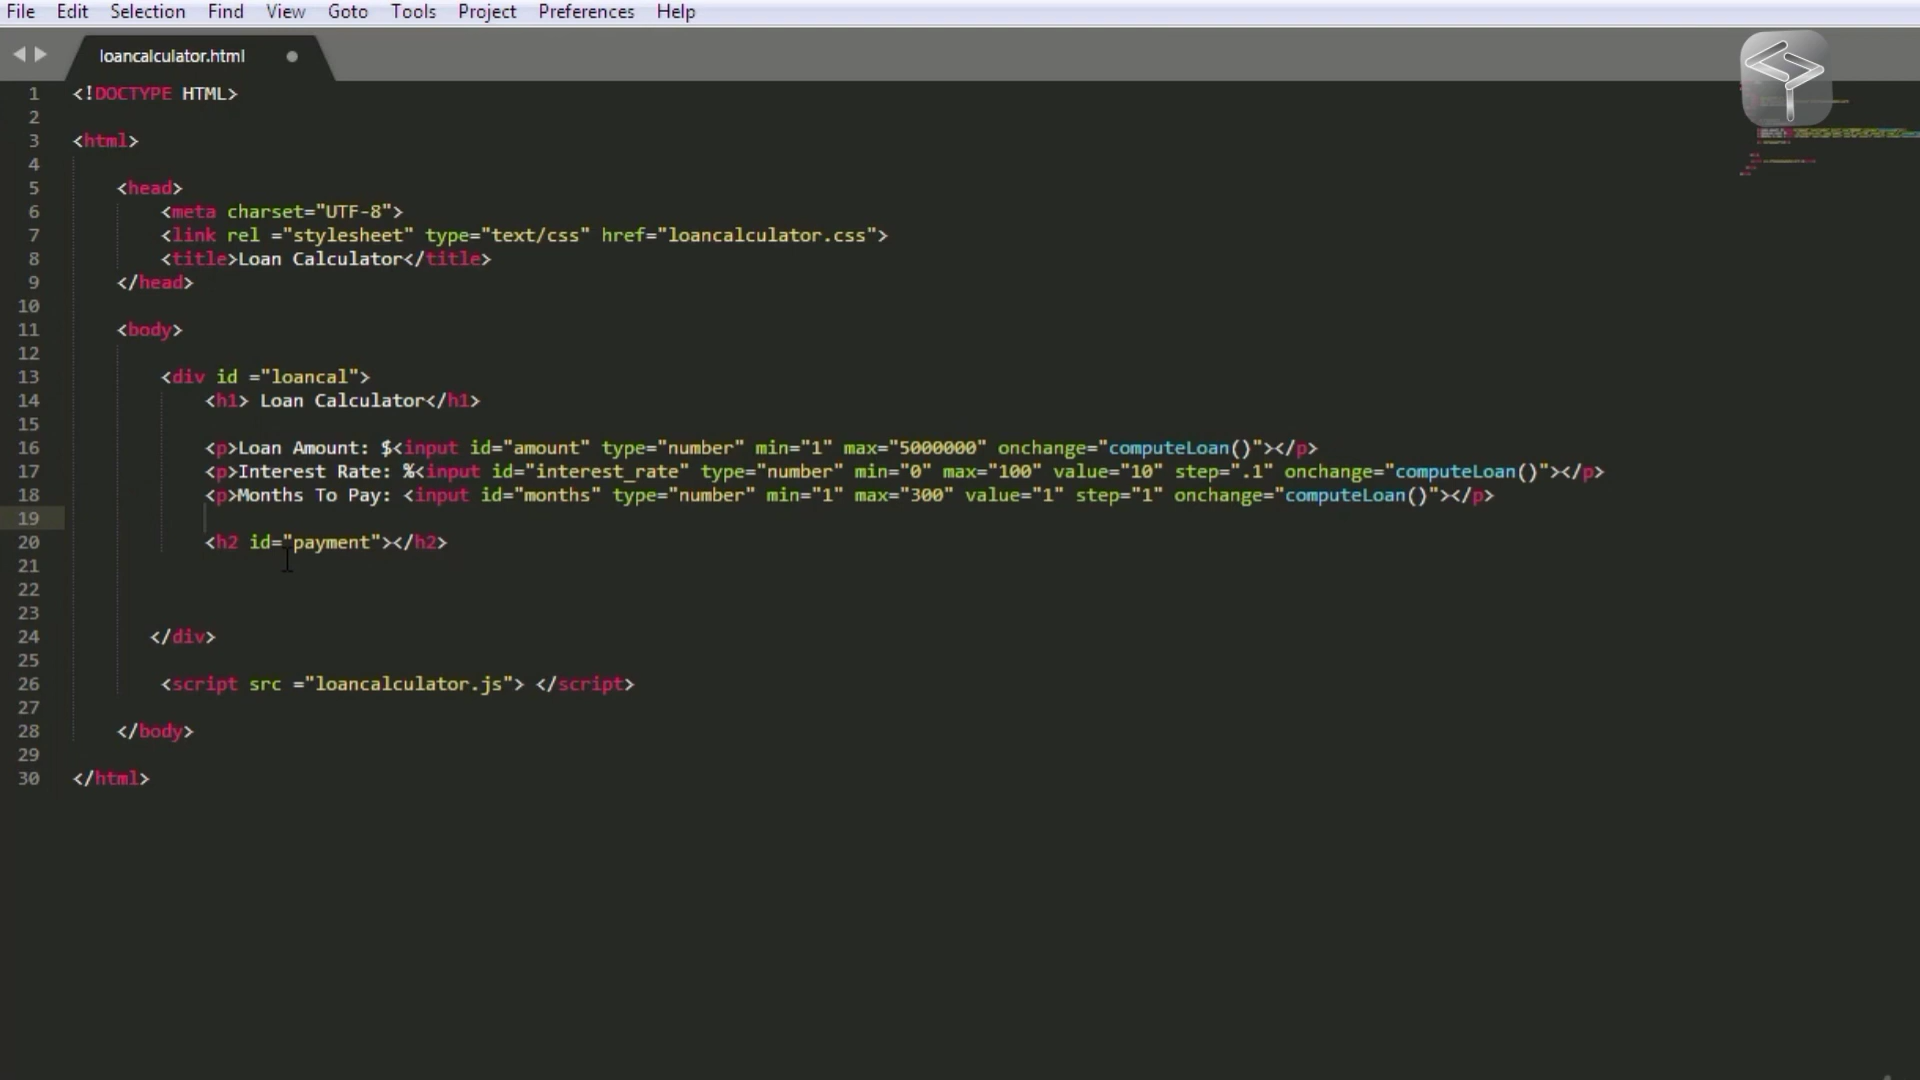 File Edit Selection Find View Goto Tools Project Preferences Help
loancalculator.html
1 <!DOCTYPE HTML>
2
3 <html>
4
5 <head>
6 <meta charset="UTF-8">
7 <link rel ="stylesheet" type="text/css" href="loancalculator.css">
8 <title>Loan Calculator</title>
9 </head>
10
11 <body>
12
13 <div id ="loancal">
14 <h1> Loan Calculator</h1>
15
16 <p>Loan Amount: $<input id="amount" type="number" min="1" max="5000000" onchange="computeLoan()"></p>
17 <p>Interest Rate: %<input id="interest_rate" type="number" min="0" max="100" value="10" step=".1" onchange="computeLoan()"></p>
18 <p>Months To Pay: <input id="months" type="number" min="1" max="300" value="1" step="1" onchange="computeLoan()"></p>
19
20 <h2 id="payment"></h2>
21
22
23
24 </div>
25
26 <script src ="loancalculator.js"> </script>
27
28 </body>
29
30 </html>